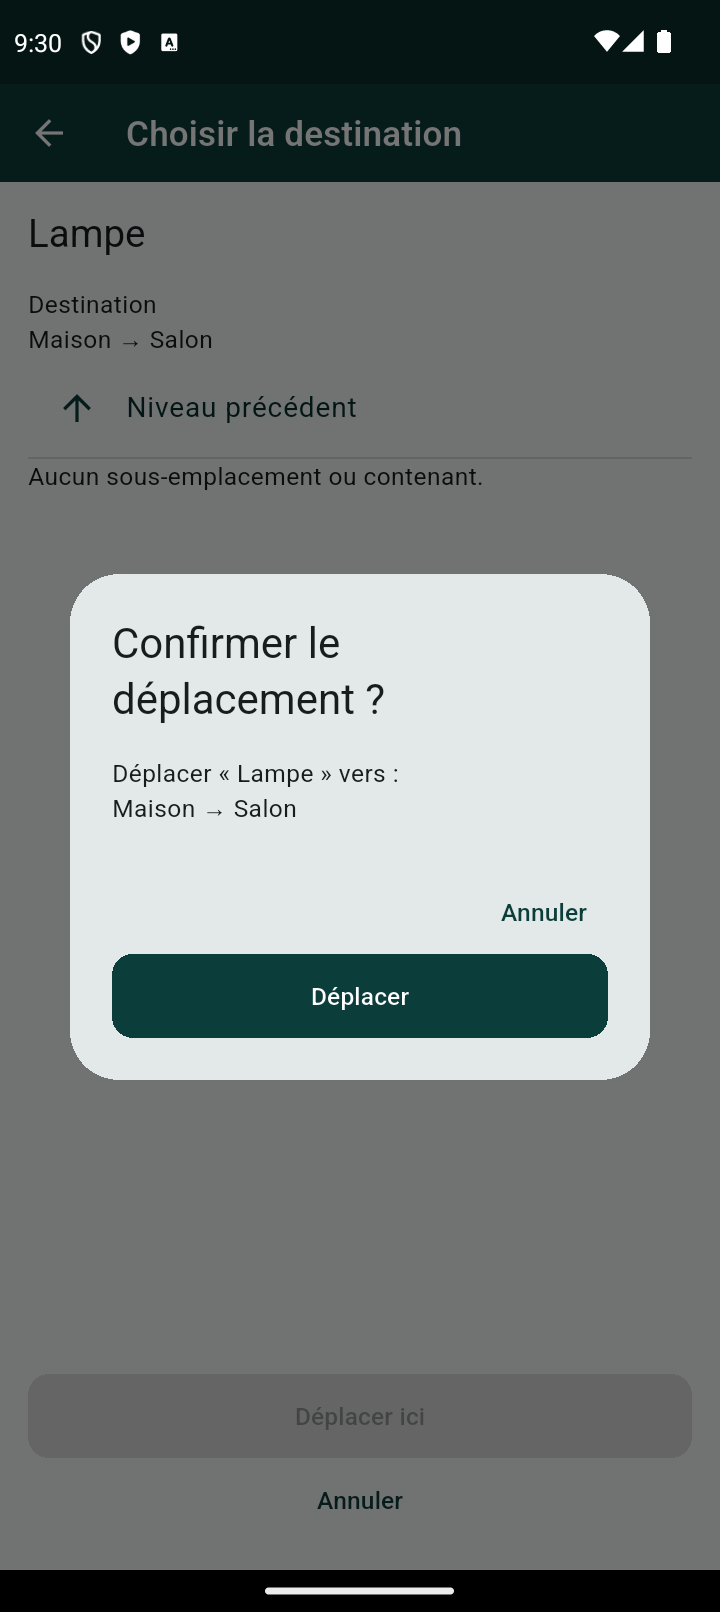 9:30
Choisir la destination
Lampe
Destination
Maison → Salon
Niveau précédent
Aucun sous-emplacement ou contenant.
Confirmer le
déplacement ?
Déplacer « Lampe » vers :
Maison → Salon
Annuler
Déplacer
Déplacer ici
Annuler